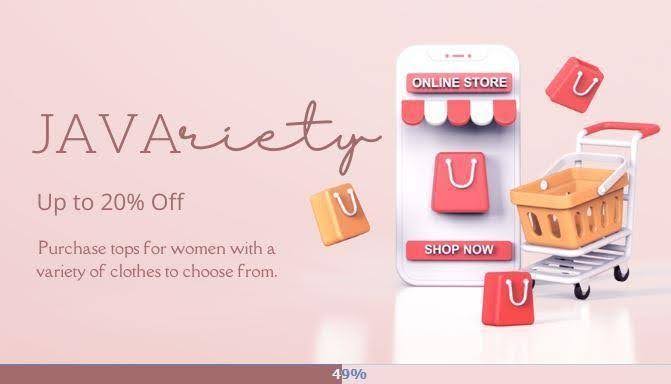 JAVAriety
Up to 20% Off
Purchase tops for women with a
variety of clothes to choose from.
ONLINE STORE
SHOP NOW
49%